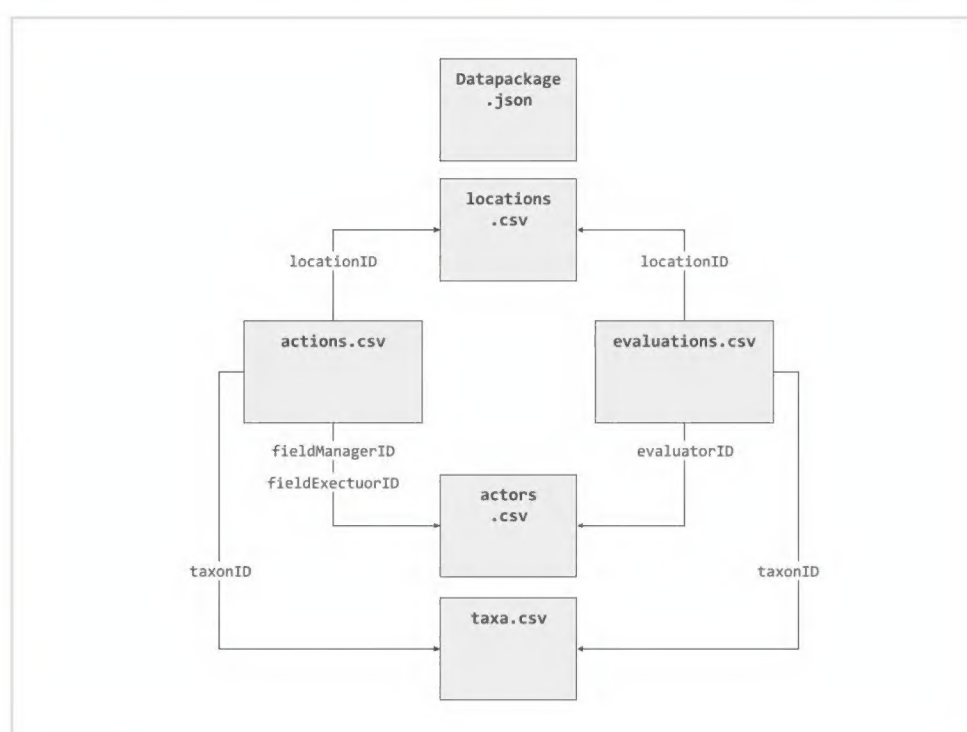 Datapackage
.json
locations
.csv
locationID
locationID
actions.csv
evaluations.csv
fieldManagerID
evaluatorID
fieldExectuorID
actors
.csv
taxonID
taxonID
taxa.csv